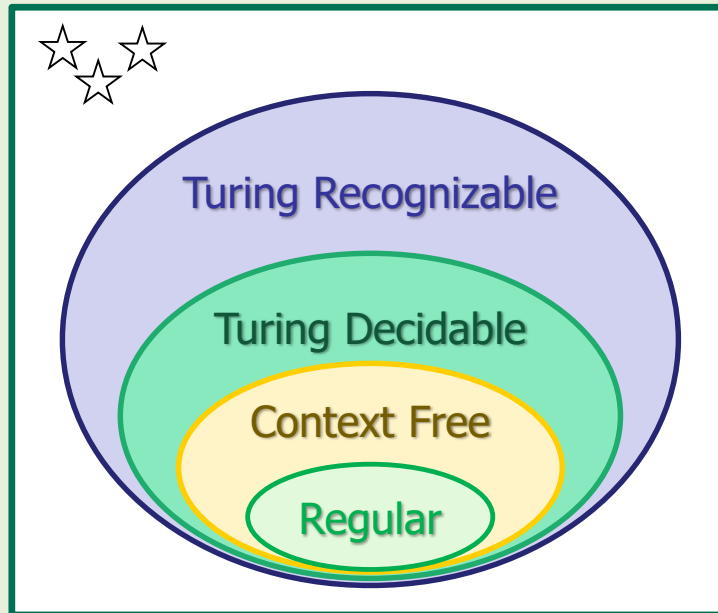 Turing Recognizable
Turing Decidable
Context Free
Regular